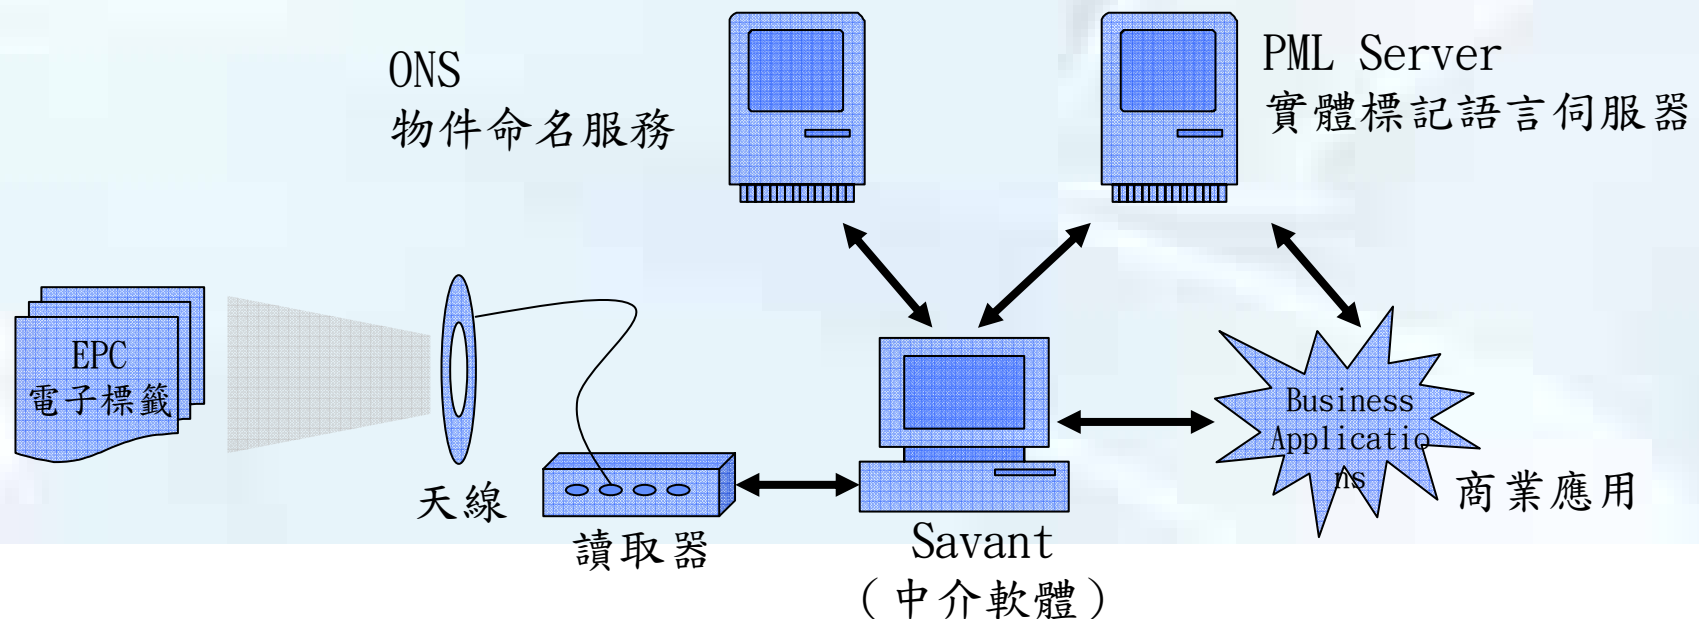 ONS
物件命名服務
PML Server
實體標記語言伺服器
EPC
電子標籤
天線
讀取器
Savant
（中介軟體）
Business
Applicatio
ns
商業應用